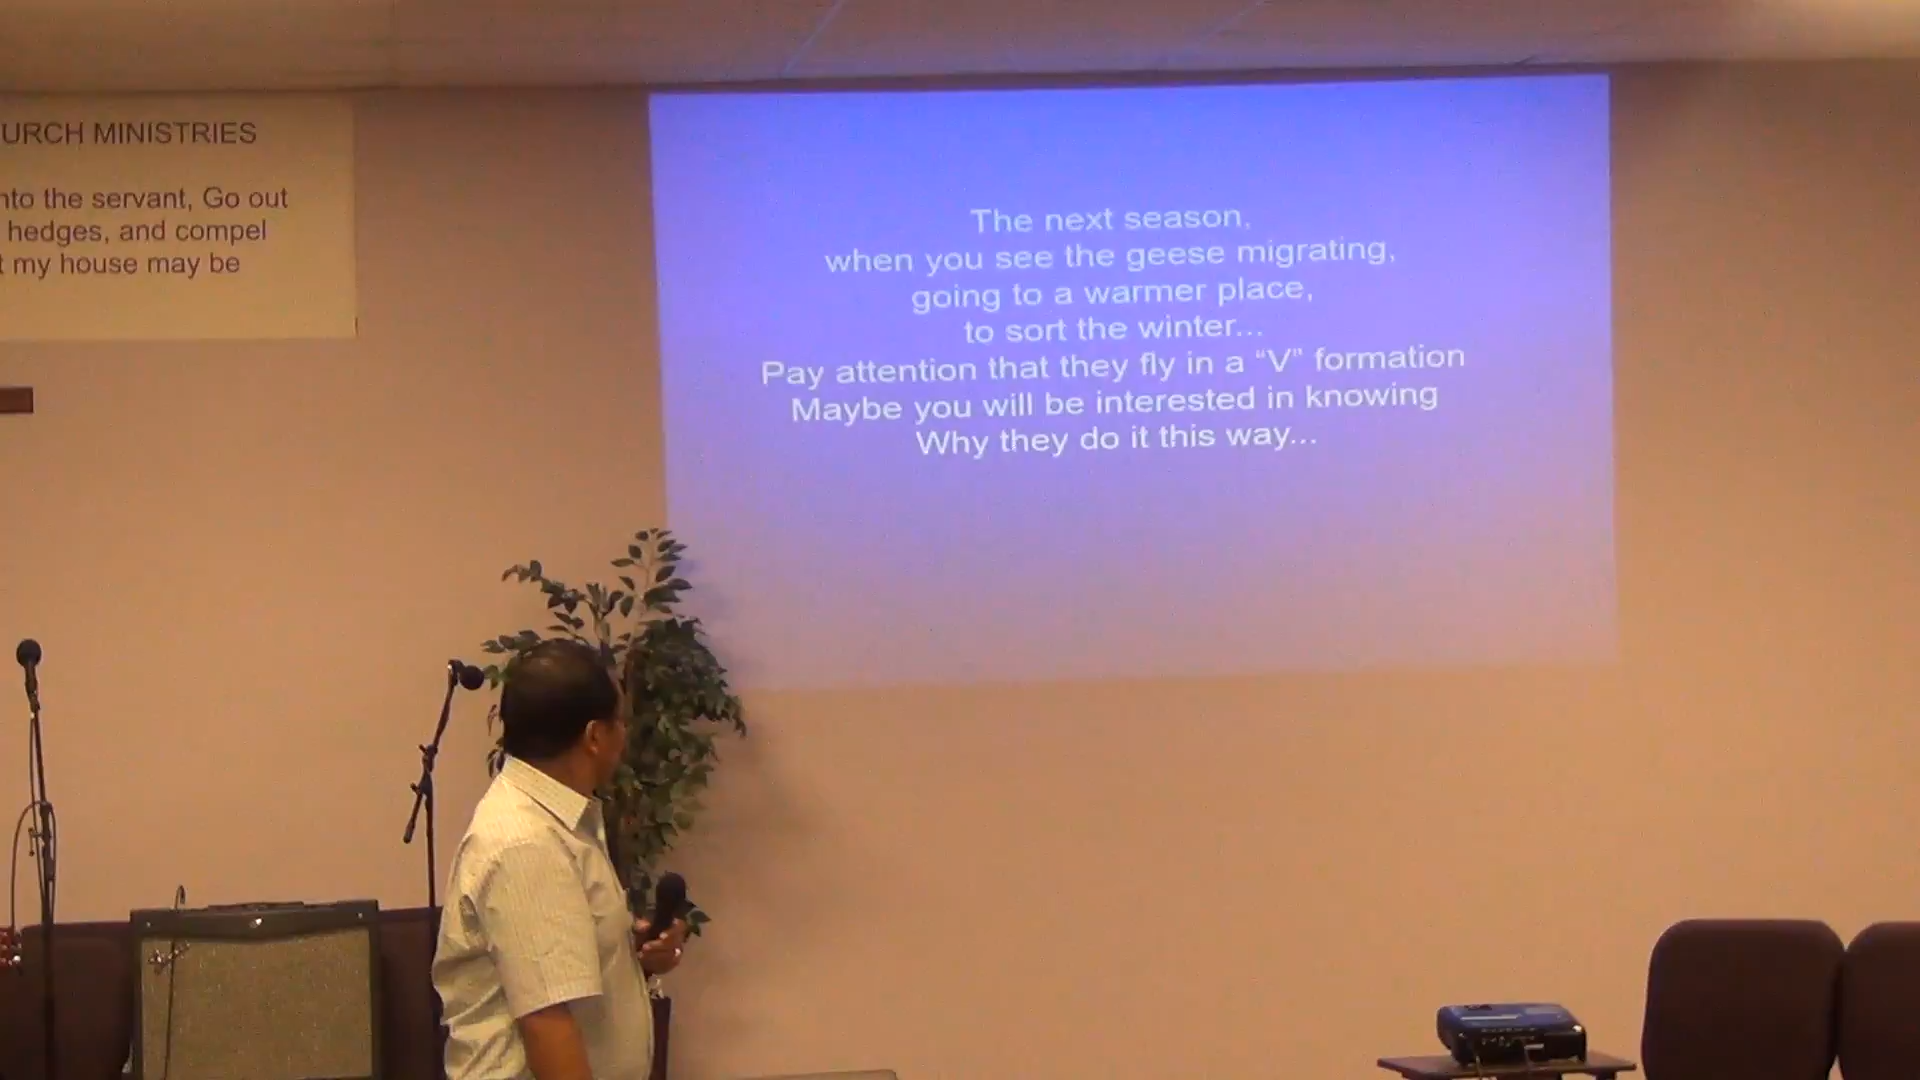 URCH MINISTRIES
nto the servant, Go out
hedges, and compel
t my house may be
The next season,
when you see the geese migrating,
going to a warmer place,
to sort the winter...
Pay attention that they fly in a “V” formation
Maybe you will be interested in knowing
Why they do it this way...